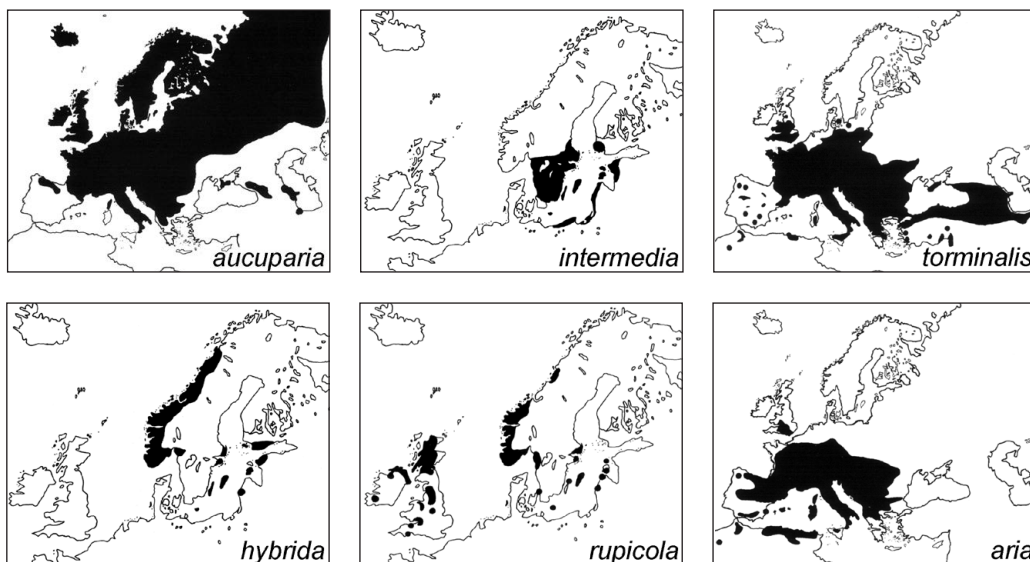 aucuparia
intermedia
torminalis
hybrida
rupicola
aria